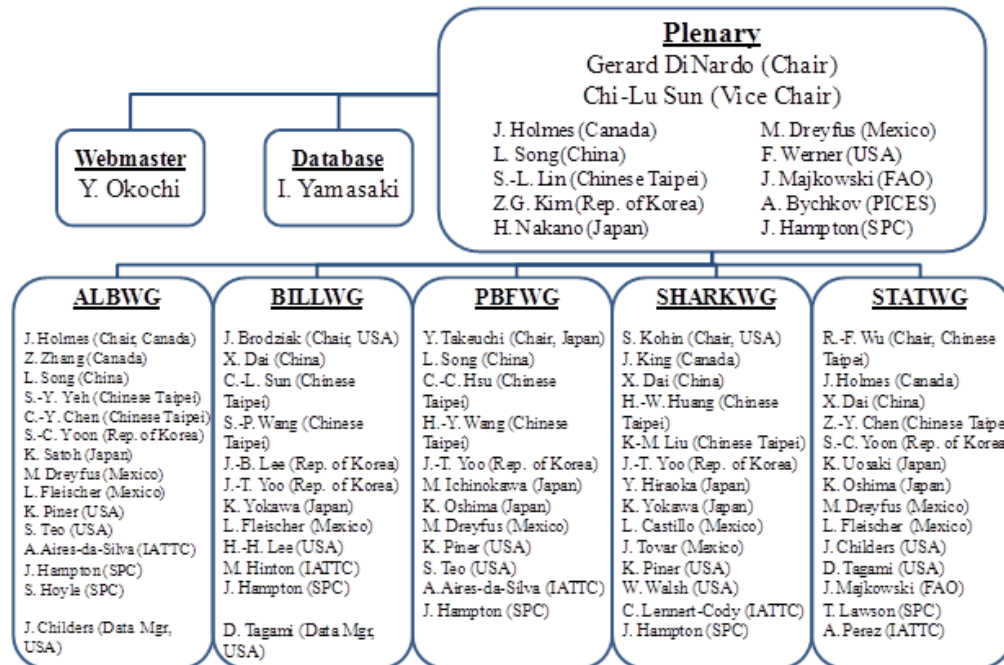 Plenary
Gerard DiNardo (Chair)
Chi-Lu Sun (Vice Chair)
J. Holmes (Canada)
L. Song (China)
S.-L. Lin (Chinese Taipei)
Z.G. Kim (Rep. of Korea)
H. Nakano (Japan)
M. Dreyfus (Mexico)
F. Werner (USA)
J. Majkowski (FAO)
A. Bychkov (PICES)
J. Hampton (SPC)
Webmaster
Y. Okochi
Database
I. Yamasaki
ALBWG
J. Holmes (Chair, Canada)
Z. Zhang (Canada)
L. Song (China)
S.-Y. Yeh (Chinese Taipei)
C.-Y. Chen (Chinese Taipei)
S.-C. Yoon (Rep. of Korea)
K. Satoh (Japan)
M. Dreyfus (Mexico)
L. Fleischer (Mexico)
K. Piner (USA)
S. Teo (USA)
A. Aires-da-Silva (IATTC)
J. Hampton (SPC)
S. Hoyle (SPC)
J. Childers (Data Mgr,
USA)
BILLWG
J. Brodziak (Chair, USA)
X. Dai (China)
C.-L. Sun (Chinese
Taipei)
S.-P. Wang (Chinese
Taipei)
J.-B. Lee (Rep. of Korea)
J.-T. Yoo (Rep. of Korea)
K. Yokawa (Japan)
L. Fleischer (Mexico)
H.-H. Lee (USA)
M. Hinton (IATTC)
J. Hampton (SPC)
D. Tagami (Data Mgr,
USA)
PBFWG
Y. Takeuchi (Chair, Japan)
L. Song (China)
C.-C. Hsu (Chinese
Taipei)
H.-Y. Wang (Chinese
Taipei)
J.-T. Yoo (Rep. of Korea)
M. Ichinokawa (Japan)
K. Oshima (Japan)
M. Dreyfus (Mexico)
K. Piner (USA)
S. Teo (USA)
A. Aires-da-Silva (IATTC)
J. Hampton (SPC)
SHARKWG
S. Kohin (Chair, USA)
J. King (Canada)
X. Dai (China)
H.-W. Huang (Chinese
Taipei)
K-M. Liu (Chinese Taipei)
J.-T. Yoo (Rep. of Korea)
Y. Hiraoka (Japan)
K. Yokawa (Japan)
L. Castillo (Mexico)
J. Tovar (Mexico)
K. Piner (USA)
W. Walsh (USA)
C. Lennert-Cody (IATTC)
J. Hampton (SPC)
STATWG
R.-F. Wu (Chair, Chinese
Taipei)
J. Holmes (Canada)
X. Dai (China)
Z.-Y. Chen (Chinese Taipei
S.-C. Yoon (Rep. of Korea
K. Uosaki (Japan)
K. Oshima (Japan)
M. Dreyfus (Mexico)
L. Fleischer (Mexico)
J. Childers (USA)
D. Tagami (USA)
J. Majkowski (FAO)
T. Lawson (SPC)
A. Perez (IATTC)